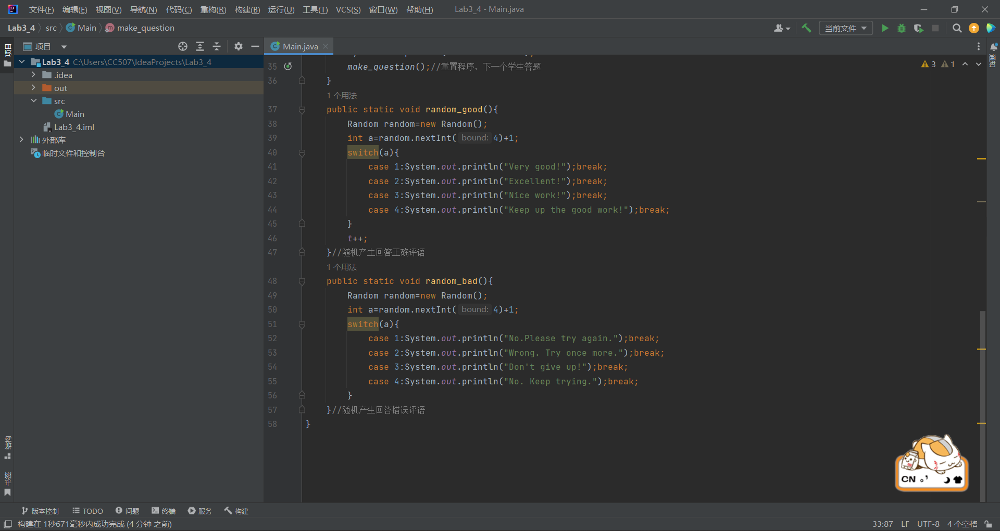 文件(F) 编辑(E) 视图(V) 导航(N) 代码(C) 重构(R) 构建(B) 运行(U) 工具(T) VCS(S) 窗口(W) 帮助(H) Lab3_4 - Main.java
Lab3_4 src Main make_question 当前文件
项目 Main.java
项目
Lab3_4 C:\Users\CC507\IdeaProjects\Lab3_4
.idea
out
src
Main
Lab3_4.iml
外部库
临时文件和控制台
结构
书签
3 1
通知
35 make_question();//重置程序，下一个学生答题
36 }
1 个用法
37 public static void random_good(){
38 Random random=new Random();
39 int a=random.nextInt( bound: 4)+1;
40 switch(a){
41 case 1:System.out.println("Very good!");break;
42 case 2:System.out.println("Excellent!");break;
43 case 3:System.out.println("Nice work!");break;
44 case 4:System.out.println("Keep up the good work!");break;
45 }
46 t++;
47 }//随机产生回答正确评语
1 个用法
48 public static void random_bad(){
49 Random random=new Random();
50 int a=random.nextInt( bound: 4)+1;
51 switch(a){
52 case 1:System.out.println("No.Please try again.");break;
53 case 2:System.out.println("Wrong. Try once more.");break;
54 case 3:System.out.println("Don't give up!");break;
55 case 4:System.out.println("No. Keep trying.");break;
56 }
57 }//随机产生回答错误评语
58 }
CN 。’
版本控制 TODO 问题 终端 服务 构建
构建在 1秒671毫秒内成功完成 (4 分钟 之前) 33:87 LF UTF-8 4 个空格